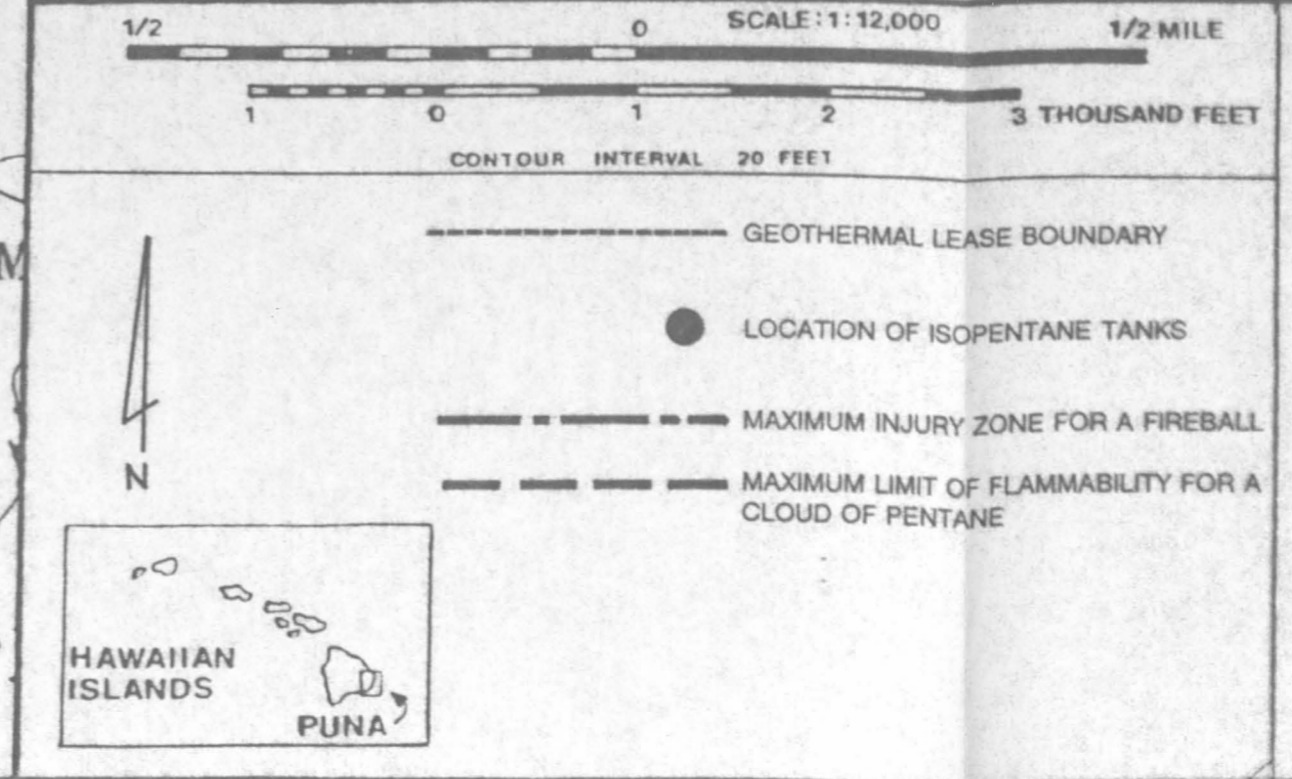 1/2 0 SCALE: 1:12,000 1/2 MILE
1 0 1 2 3 THOUSAND FEET
CONTOUR INTERVAL 20 FEET
GEOTHERMAL LEASE BOUNDARY
M
LOCATION OF ISOPENTANE TANKS
MAXIMUM INJURY ZONE FOR A FIREBALL
N
MAXIMUM LIMIT OF FLAMMABILITY FOR A
CLOUD OF PENTANE
HAWAIIAN
ISLANDS
PUNA